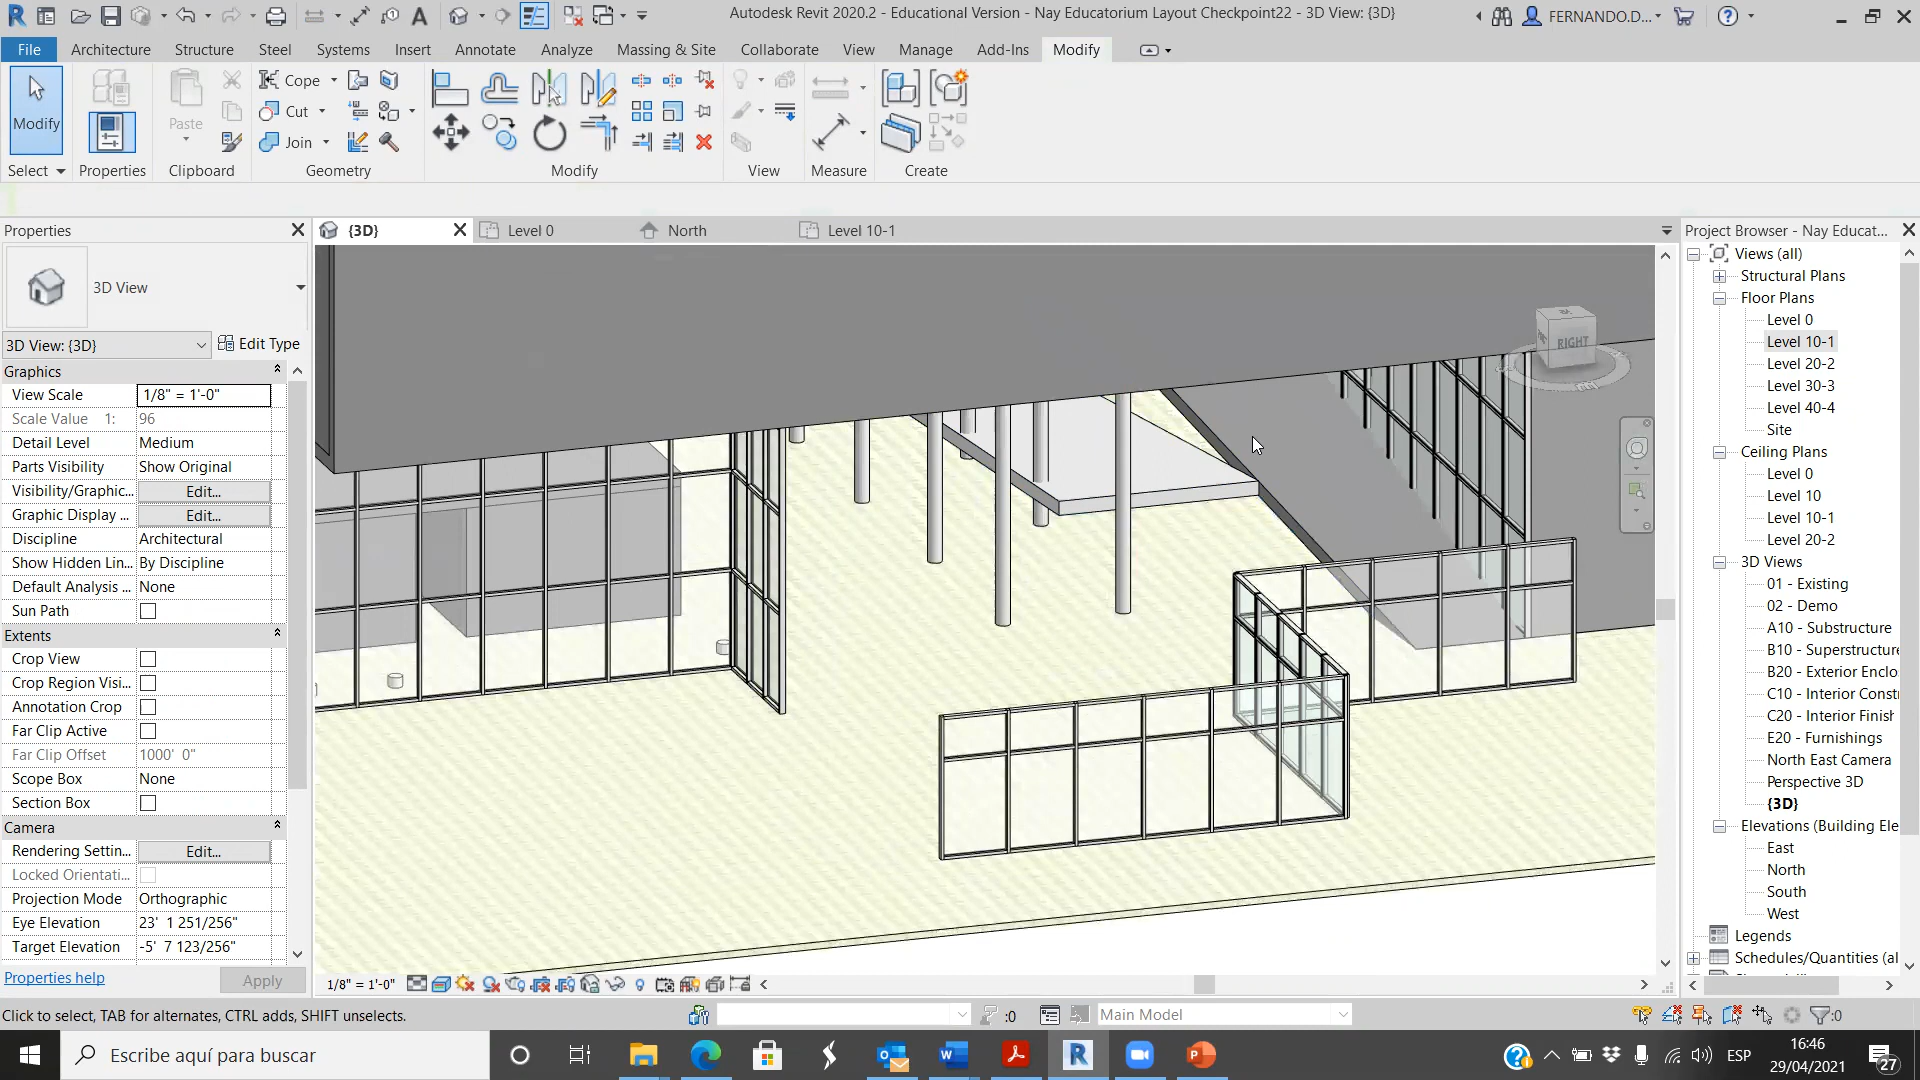 Autodesk Revit 2020.2 - Educational Version - Nay Educatorium Layout Checkpoint22 - 3D View: {3D}
FERNANDO.D...
File Architecture Structure Steel Systems Insert Annotate Analyze Massing & Site Collaborate View Manage Add-Ins Modify
Modify
Paste
Cope
Cut
Join
Select Properties Clipboard Geometry Modify View Measure Create
Properties
{3D} Level 0 North Level 10-1
3D View
3D View: {3D} Edit Type
Graphics
View Scale 1/8" = 1'-0"
Scale Value 1: 96
Detail Level Medium
Parts Visibility Show Original
Visibility/Graphic... Edit...
Graphic Display ... Edit...
Discipline Architectural
Show Hidden Lin... By Discipline
Default Analysis ... None
Sun Path
Extents
Crop View
Crop Region Visi...
Annotation Crop
Far Clip Active
Far Clip Offset 1000' 0"
Scope Box None
Section Box
Camera
Rendering Settin... Edit...
Locked Orientati...
Projection Mode Orthographic
Eye Elevation 23' 1 251/256"
Target Elevation -5' 7 123/256"
Properties help Apply
RIGHT
Project Browser - Nay Educat...
Views (all)
Structural Plans
Floor Plans
Level 0
Level 10-1
Level 20-2
Level 30-3
Level 40-4
Site
Ceiling Plans
Level 0
Level 10
Level 10-1
Level 20-2
3D Views
01 - Existing
02 - Demo
A10 - Substructure
B10 - Superstructure
B20 - Exterior Enclo
C10 - Interior Const
C20 - Interior Finish
E20 - Furnishings
North East Camera
Perspective 3D
{3D}
Elevations (Building Ele
East
North
South
West
Legends
Schedules/Quantities (al
1/8" = 1'-0"
Click to select, TAB for alternates, CTRL adds, SHIFT unselects.
:0
Main Model
:0
Escribe aquí para buscar
ESP
16:46
29/04/2021
27